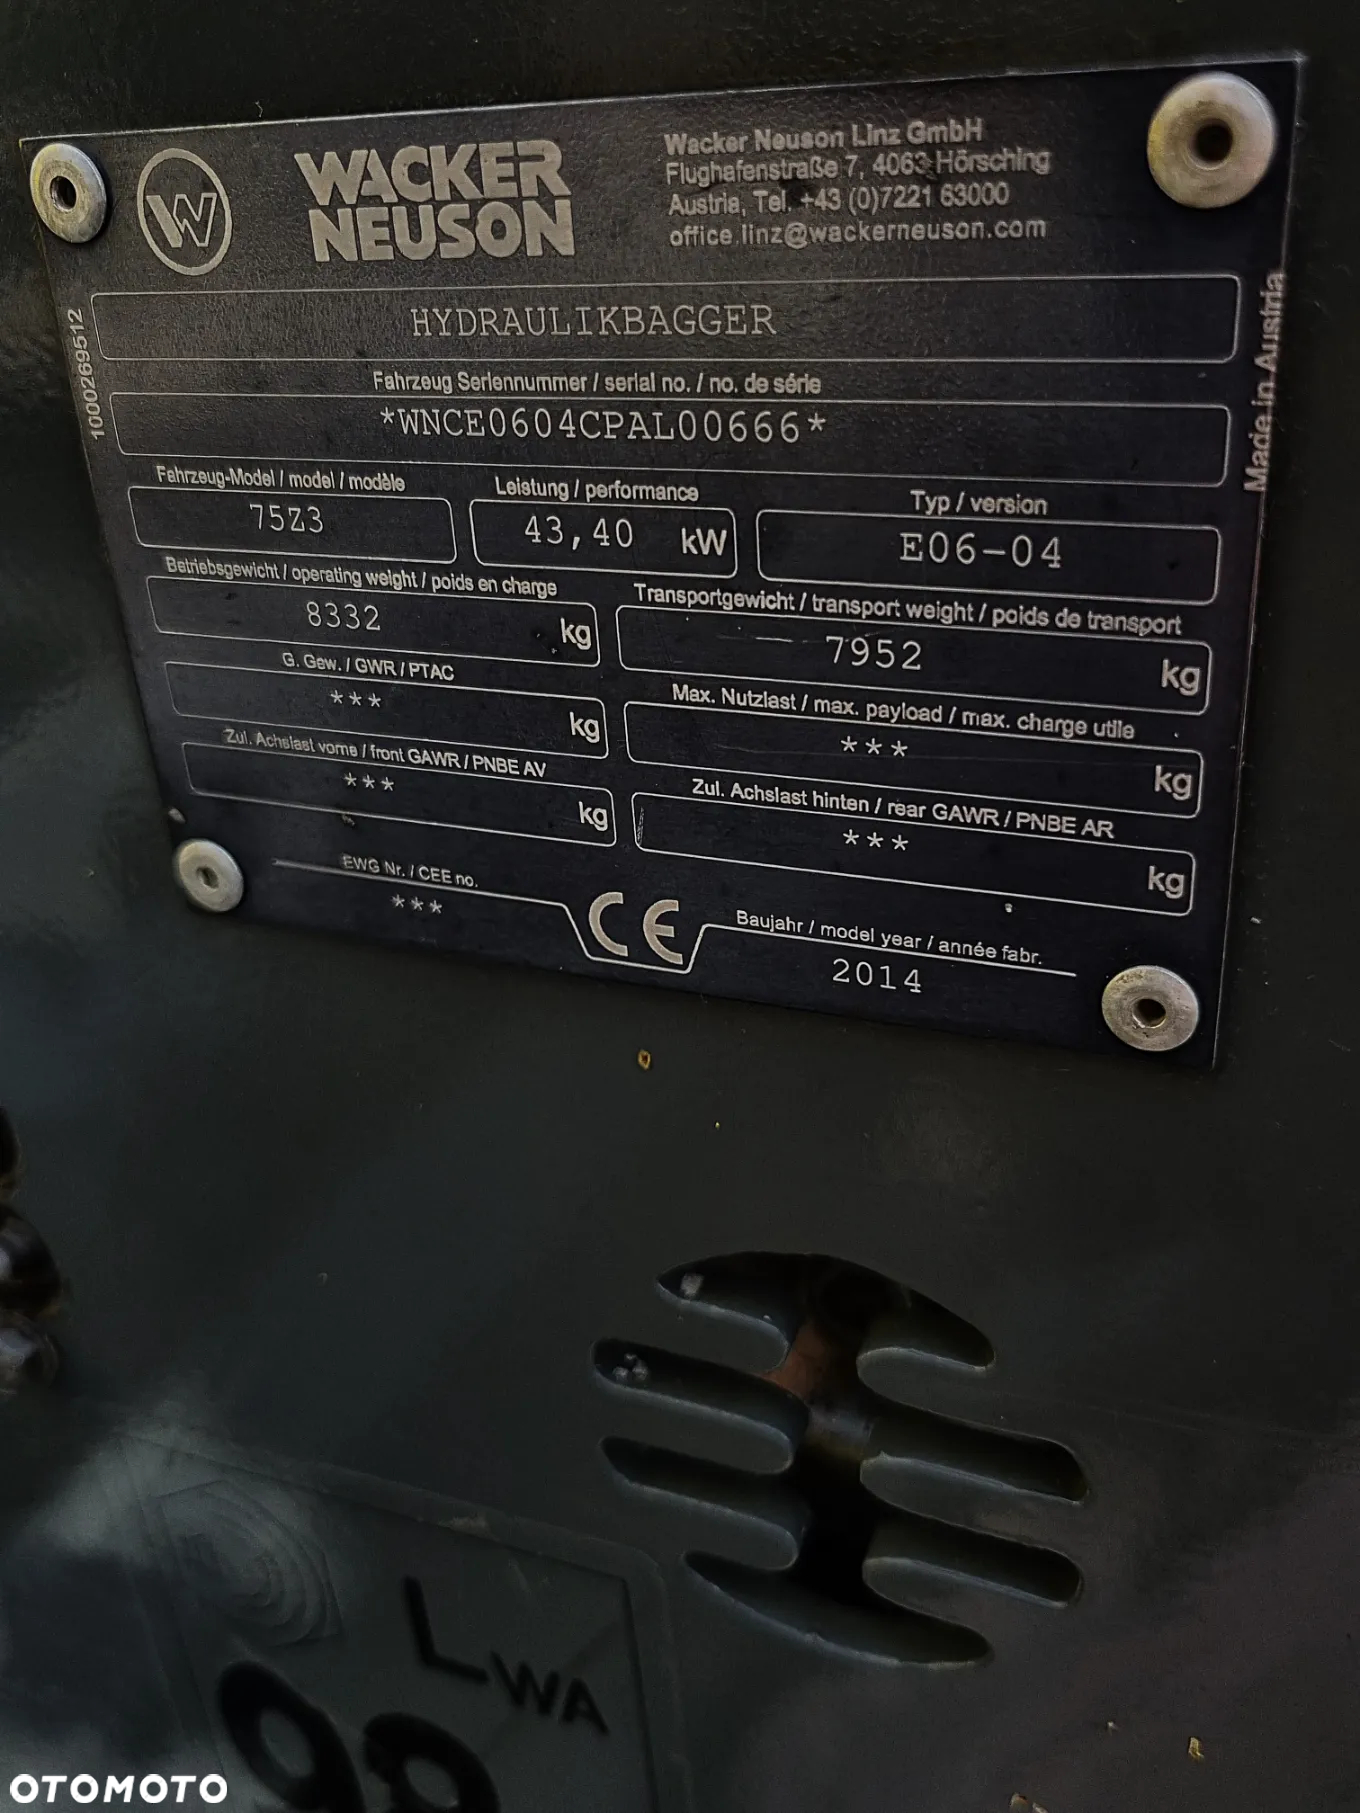 WACKER
NEUSON
Wacker Neuson Linz GmbH
Flughafenstraße 7, 4063 Hörsching
Austria, Tel. +43 (0)7221 63000
office.linz@wackerneuson.com
1000269512
HYDRAULIKBAGGER
Made in Austria
Fahrzeug Seriennummer / serial no. / no. de série
*WNCE0604CPAL00666*
Fahrzeug-Model / model / modèle
75Z3
Leistung / performance
43,40 kW
Typ / version
E06-04
Betriebsgewicht / operating weight / poids en charge
8332 kg
Transportgewicht / transport weight / poids de transport
7952 kg
G. Gew. / GWR / PTAC
*** kg
Max. Nutzlast / max. payload / max. charge utile
*** kg
Zul. Achslast vorne / front GAWR / PNBE AV
*** kg
Zul. Achslast hinten / rear GAWR / PNBE AR
*** kg
EWG Nr. / CEE no.
***
CE
Baujahr / model year / année fabr.
2014
LWA
99
OTOMOTO